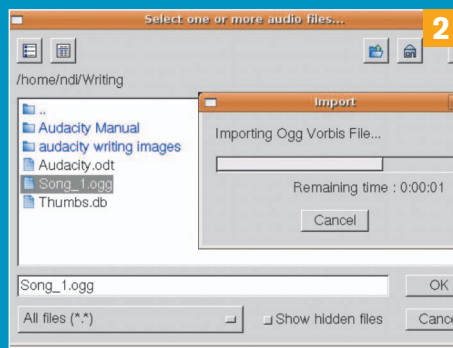 Select one or more audio files...
2
/home/ndi/Writing
..
Audacity Manual
audacity writing images
Audacity.odt
Song_1.ogg
Thumbs.db
Import
Importing Ogg Vorbis File...
Remaining time : 0:00:01
Cancel
Song_1.ogg
OK
All files (*.*)
Show hidden files
Cance